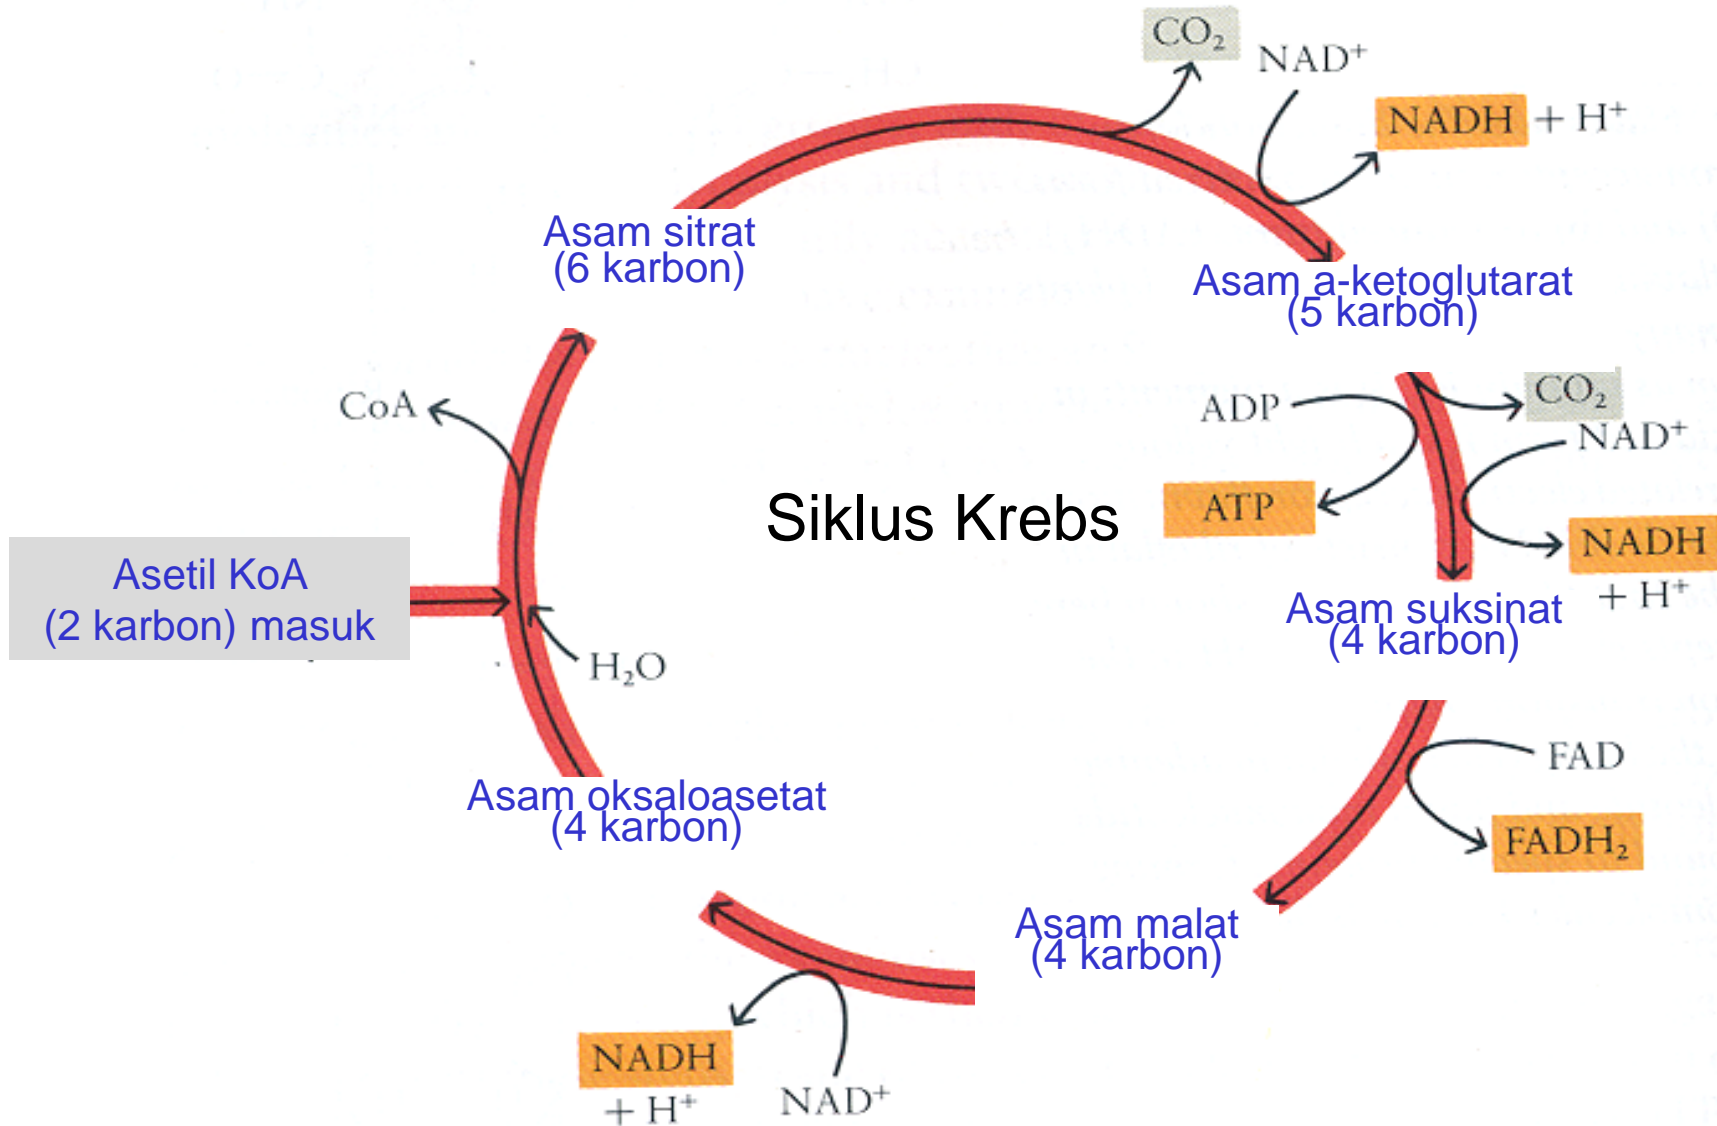 CO₂
NAD⁺
NADH + H⁺
Asam sitrat
(6 karbon)
Asam a-ketoglutarat
(5 karbon)
CoA
ADP
CO₂
NAD⁺
ATP
Siklus Krebs
NADH
+ H⁺
Asetil KoA
(2 karbon) masuk
Asam suksinat
(4 karbon)
H₂O
FAD
Asam oksaloasetat
(4 karbon)
FADH₂
Asam malat
(4 karbon)
NADH
+ H⁺
NAD⁺